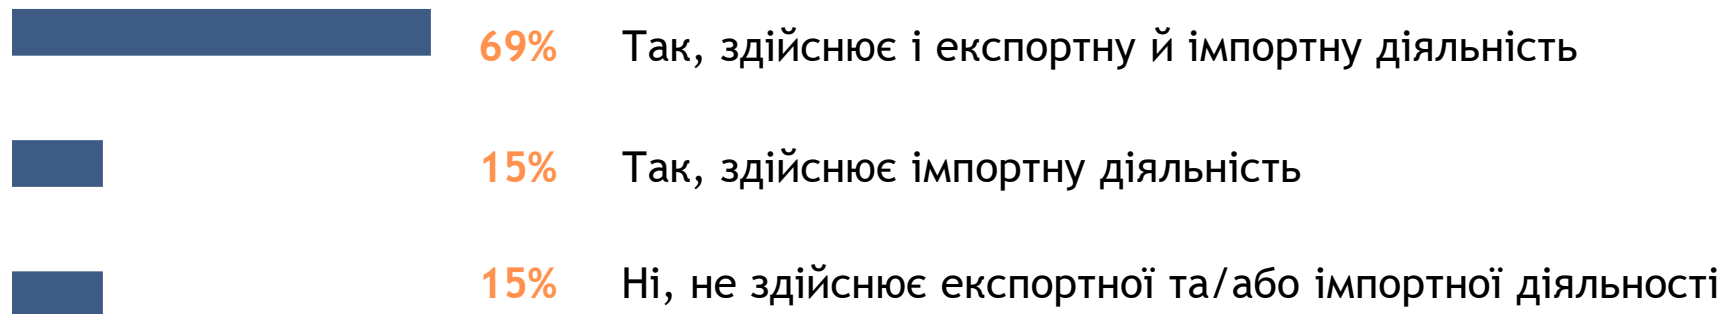 69% Так, здійснює і експортну й імпортну діяльність
15% Так, здійснює імпортну діяльність
15% Ні, не здійснює експортної та/або імпортної діяльності